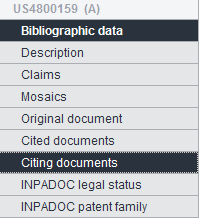 US4800159 (A)
Bibliographic data
Description
Claims
Mosaics
Original document
Cited documents
Citing documents
INPADOC legal status
INPADOC patent family